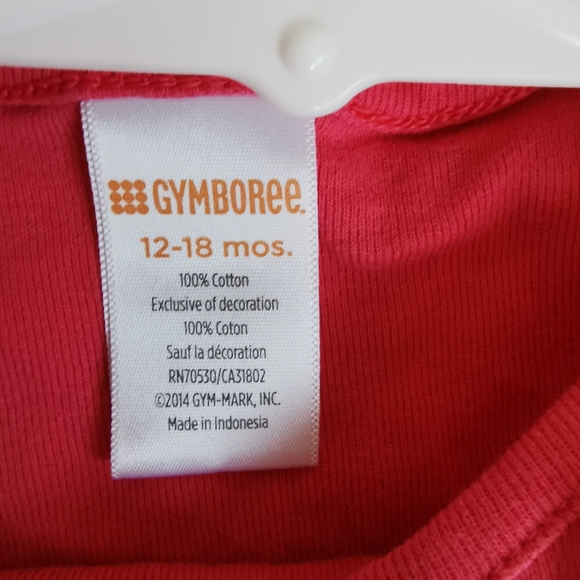 GYMBOREE
12-18 mos.
100% Cotton
Exclusive of decoration
100% Coton
Sauf la décoration
RN70530/CA31802
©2014 GYM-MARK, INC.
Made in Indonesia